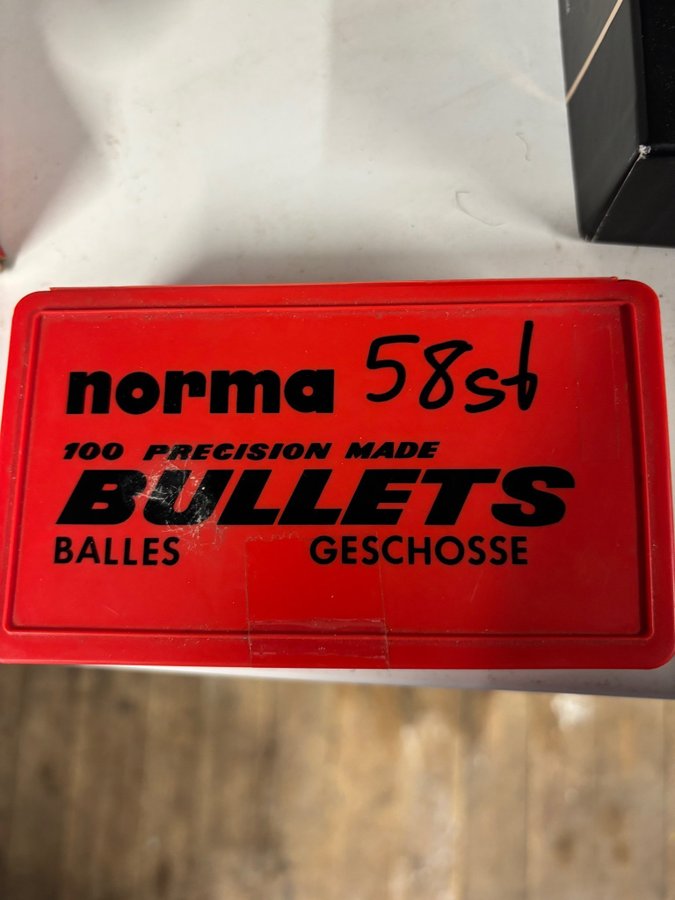 norma 58st
100 PRECISION MADE
BULLETS
BALLES GESCHOSSE